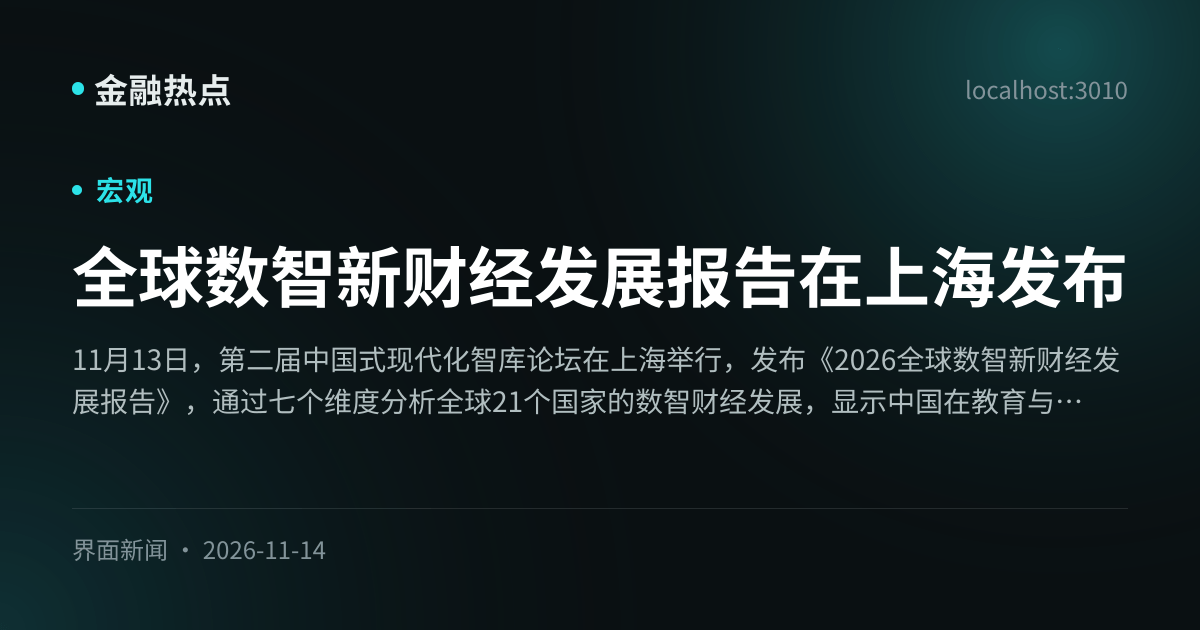 金融热点
localhost:3010
宏观
全球数智新财经发展报告在上海发布
11月13日，第二届中国式现代化智库论坛在上海举行，发布《2026全球数智新财经发
展报告》，通过七个维度分析全球21个国家的数智财经发展，显示中国在教育与…
界面新闻 • 2026-11-14